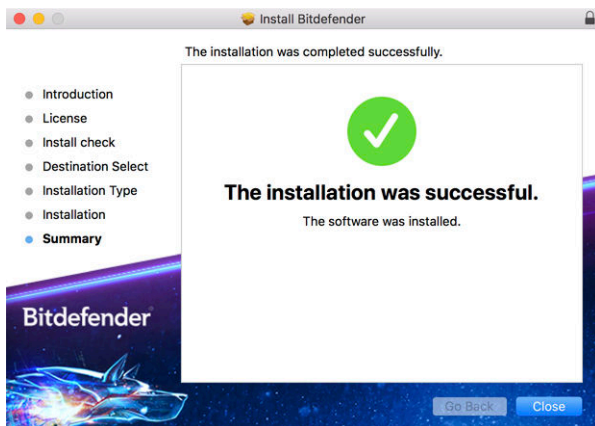 Install Bitdefender
The installation was completed successfully.
Introduction
License
Install check
Destination Select
Installation Type
Installation
Summary
The installation was successful.
The software was installed.
Bitdefender
Go Back
Close